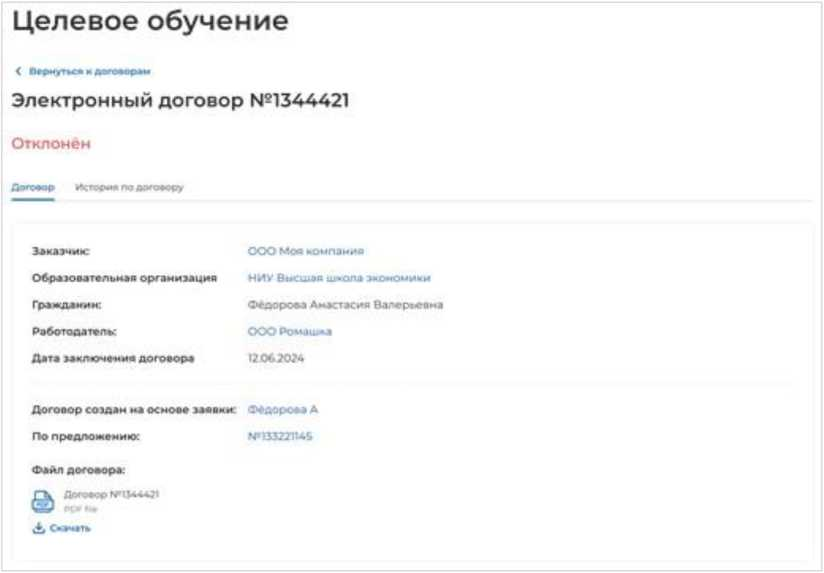 Целевое обучение
Вернуться к договорам
Электронный договор №1344421
Отклонён
Договор История по договору
Заказчик: ООО Моя компания
Образовательная организация НИУ Высшая школа экономики
Гражданин: Фёдорова Анастасия Валерьевна
Работодатель: ООО Ромашка
Дата заключения договора 12.06.2024
Договор создан на основе заявки: Фёдорова А
По предложению: №133221145
Файл договора:
Договор №1344421
PDF file
Скачать